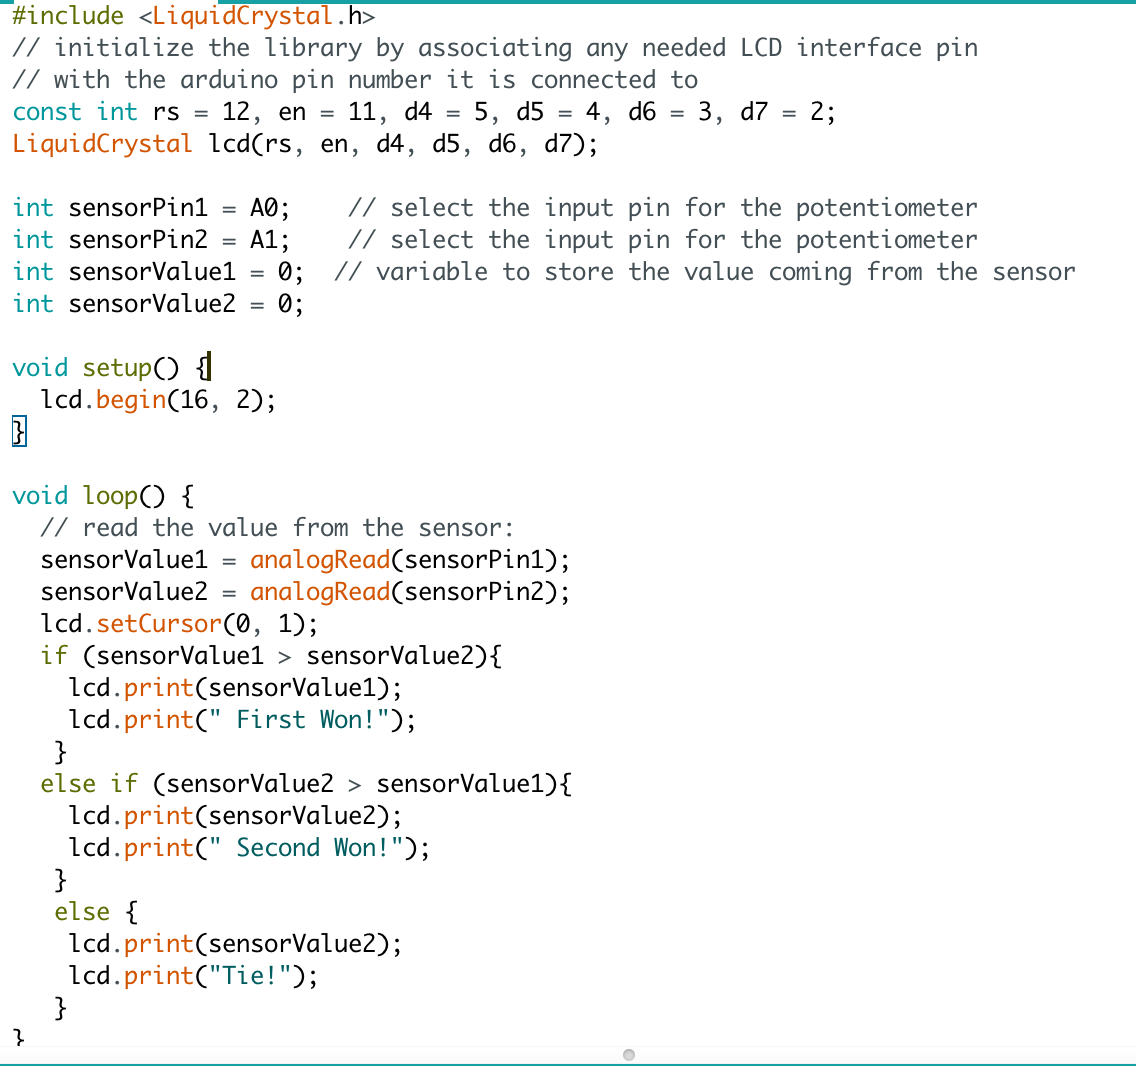 #include <LiquidCrystal.h>
// initialize the library by associating any needed LCD interface pin
// with the arduino pin number it is connected to
const int rs = 12, en = 11, d4 = 5, d5 = 4, d6 = 3, d7 = 2;
LiquidCrystal lcd(rs, en, d4, d5, d6, d7);

int sensorPin1 = A0;    // select the input pin for the potentiometer
int sensorPin2 = A1;    // select the input pin for the potentiometer
int sensorValue1 = 0;  // variable to store the value coming from the sensor
int sensorValue2 = 0;

void setup() {
  lcd.begin(16, 2);
}

void loop() {
  // read the value from the sensor:
  sensorValue1 = analogRead(sensorPin1);
  sensorValue2 = analogRead(sensorPin2);
  lcd.setCursor(0, 1);
  if (sensorValue1 > sensorValue2){
    lcd.print(sensorValue1);
    lcd.print(" First Won!");
   }
  else if (sensorValue2 > sensorValue1){
    lcd.print(sensorValue2);
    lcd.print(" Second Won!");
   }
   else {
    lcd.print(sensorValue2);
    lcd.print("Tie!");
   }
}